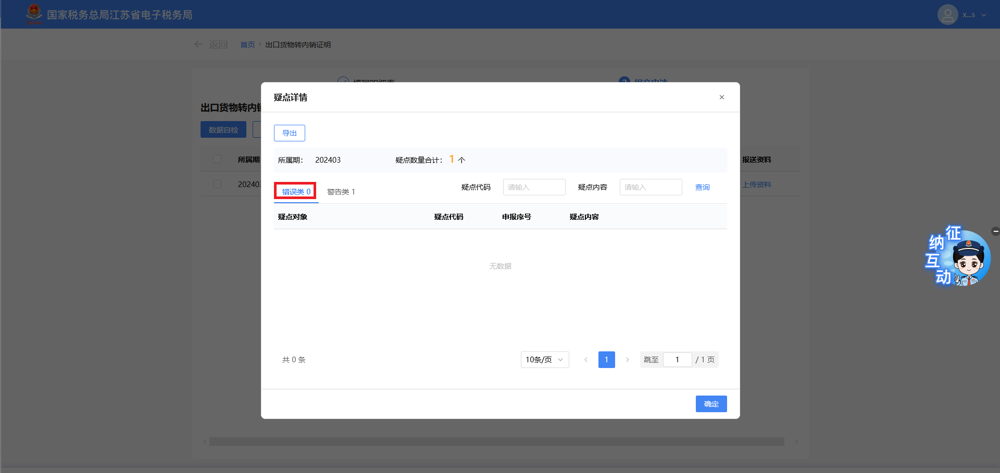 国家税务总局江苏省电子税务局
x...s
返回
首页 > 出口货物转内销证明
疑点详情
出口货物转内
数据自检
导出
所属期： 202403 疑点数量合计： 1 个
所属期
报送资料
错误类 0 警告类 1 疑点代码 请输入 疑点内容 请输入 查询
20240
上传资料
疑点对象 疑点代码 申报序号 疑点内容
无数据
征纳互动
共 0 条 10条/页 1 跳至 1 / 1 页
确定